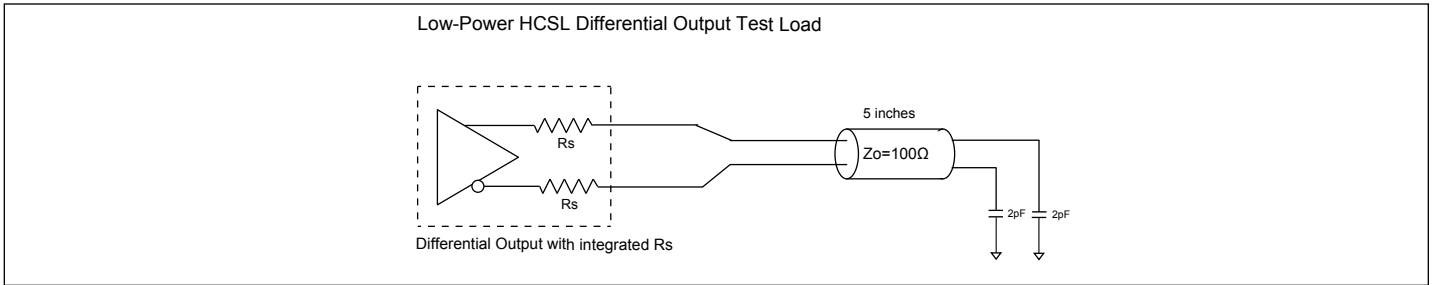 Low-Power HCSL Differential Output Test Load
5 inches
Rs
Zo=100Ω
Rs
2pF
2pF
Differential Output with integrated Rs